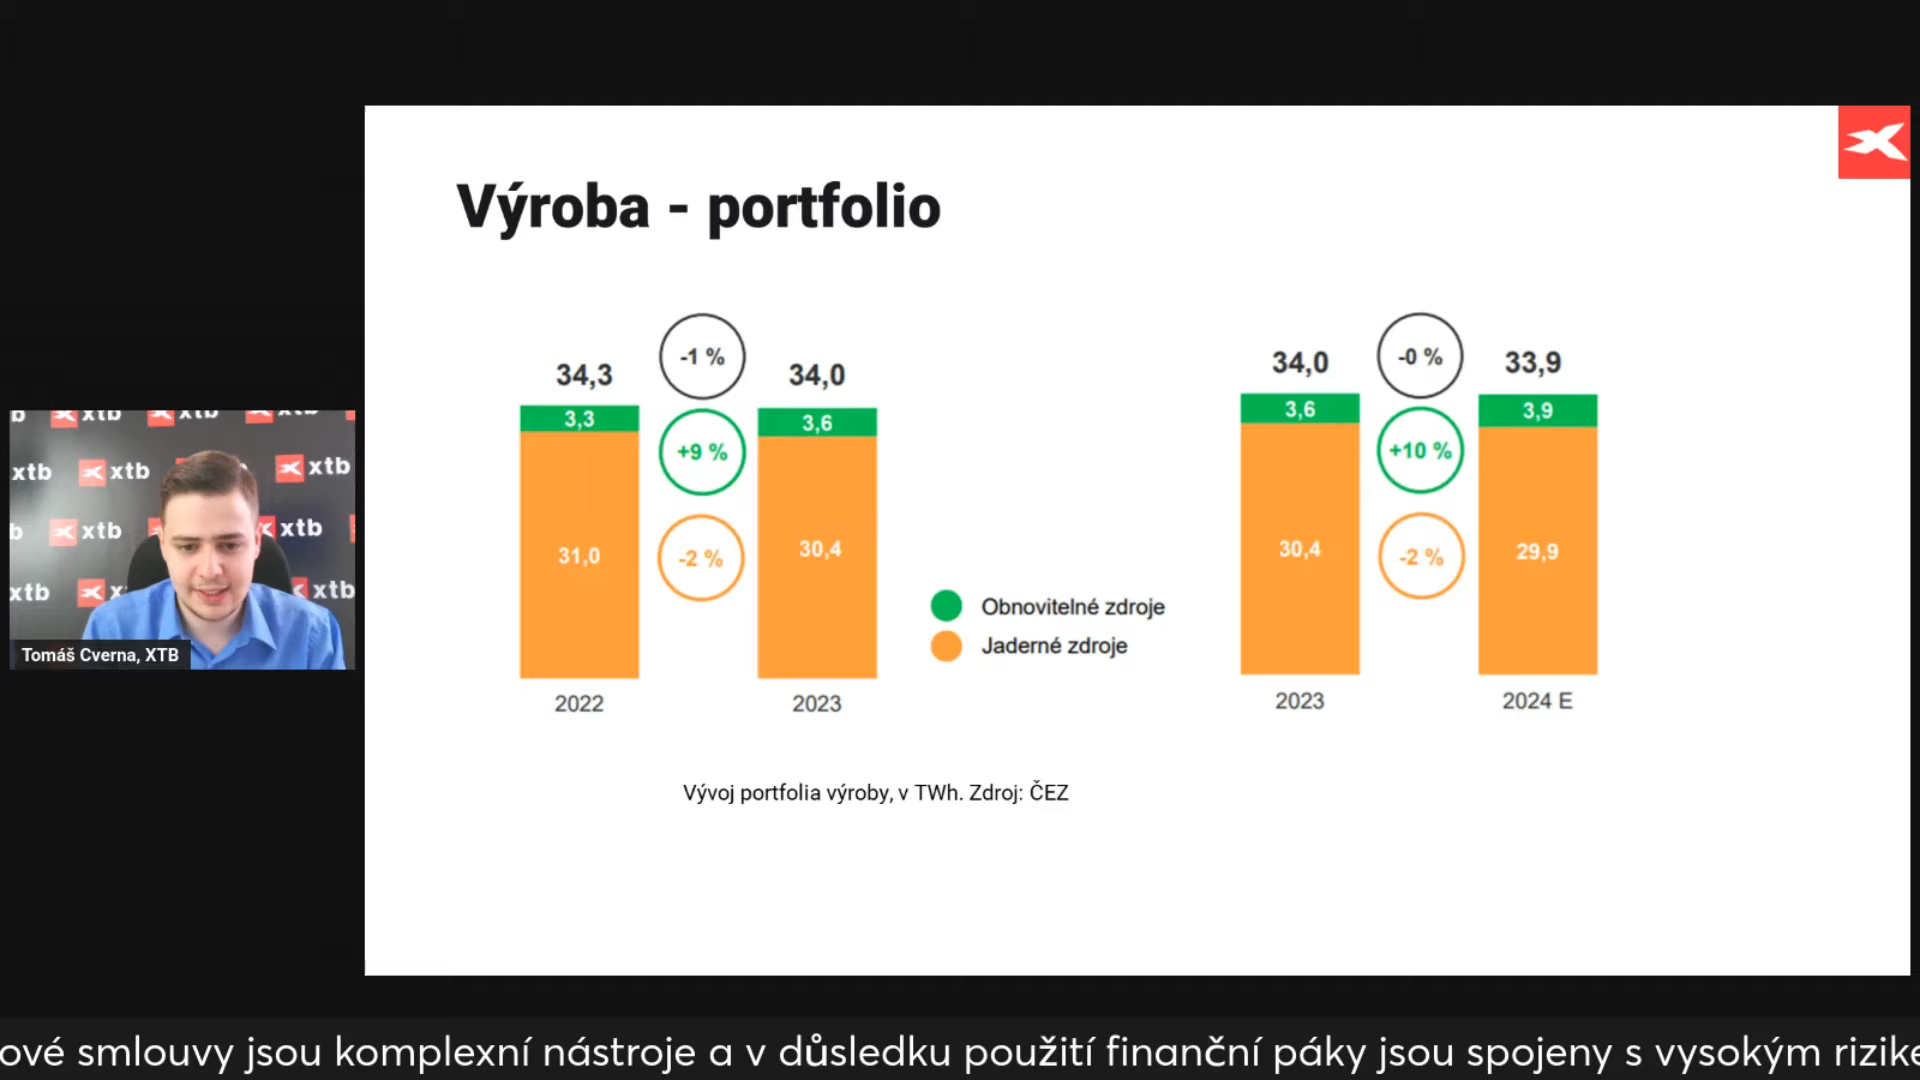 Výroba - portfolio
34,3
-1 %
34,0
3,3
+9 %
3,6
31,0
-2 %
30,4
2022
2023
Obnovitelné zdroje
Jaderné zdroje
34,0
-0 %
33,9
3,6
+10 %
3,9
30,4
-2 %
29,9
2023
2024 E
Vývoj portfolia výroby, v TWh. Zdroj: ČEZ
xtb
xtb
xtb
xtb
xtb
xtb
xtb
xtb
xtb
Tomáš Cverna, XTB
ové smlouvy jsou komplexní nástroje a v důsledku použití finanční páky jsou spojeny s vysokým rizike